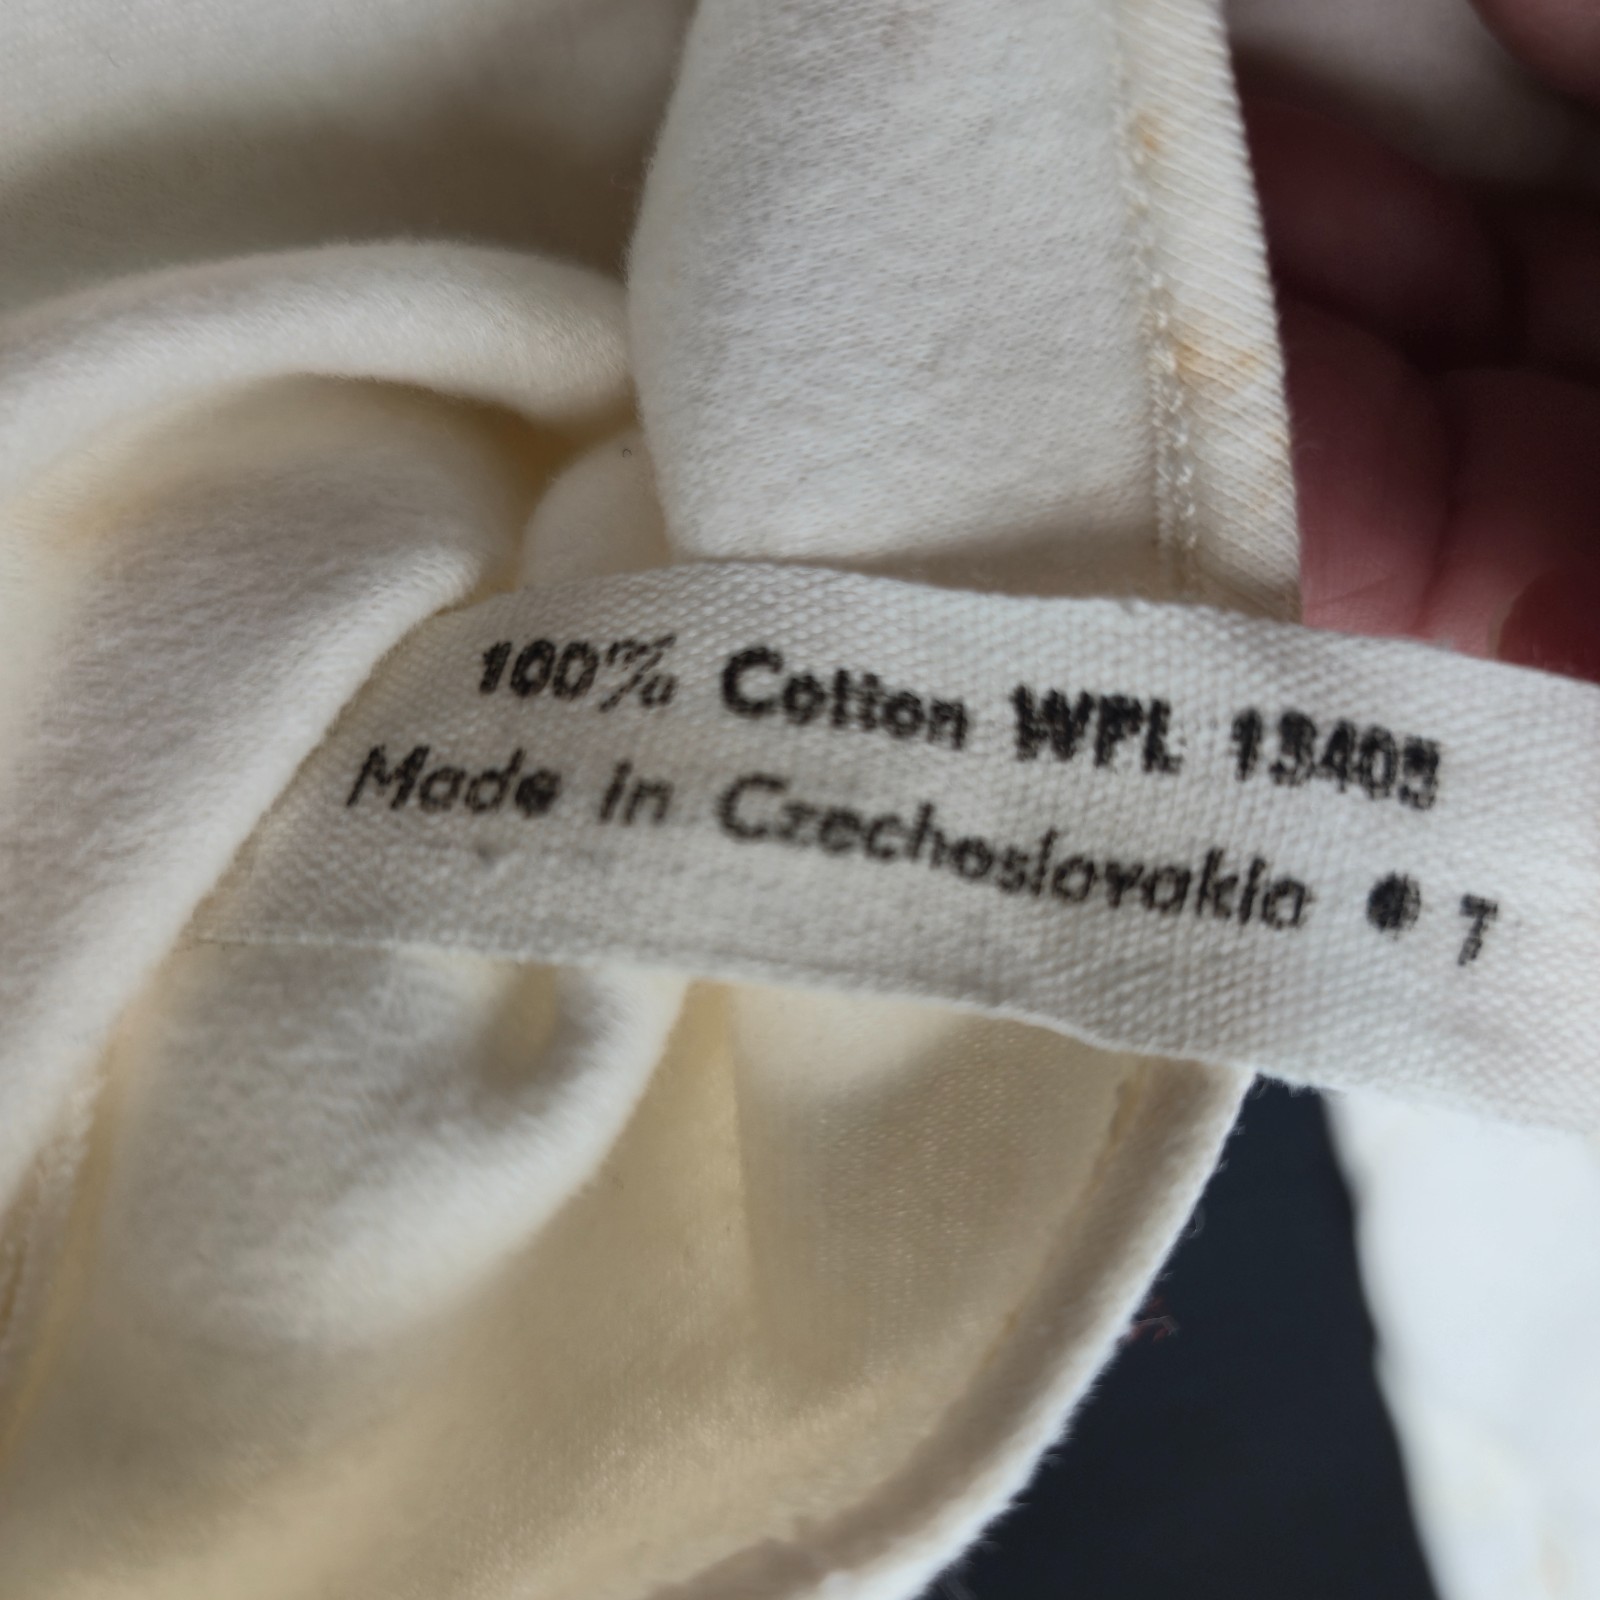 100% Cotton WPL 13405
Made in Czechoslovakia ● 7